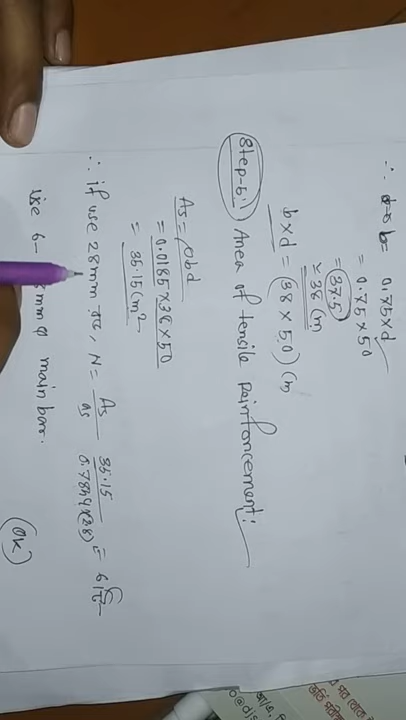 ∴ b = 0.75×d
= 0.75×50
= 37.5
≈ 38 Cm
b×d = (38×50) Cm
Step-5: Area of tensile reinforcement:
As = ρbd
= 0.0185×38×50
= 35.15 Cm²
∴ if use 28mm Φ, N = As/as = 35.15/0.7854×(2.8)² = 6
Use 6- mm Φ main bar.
(OK)